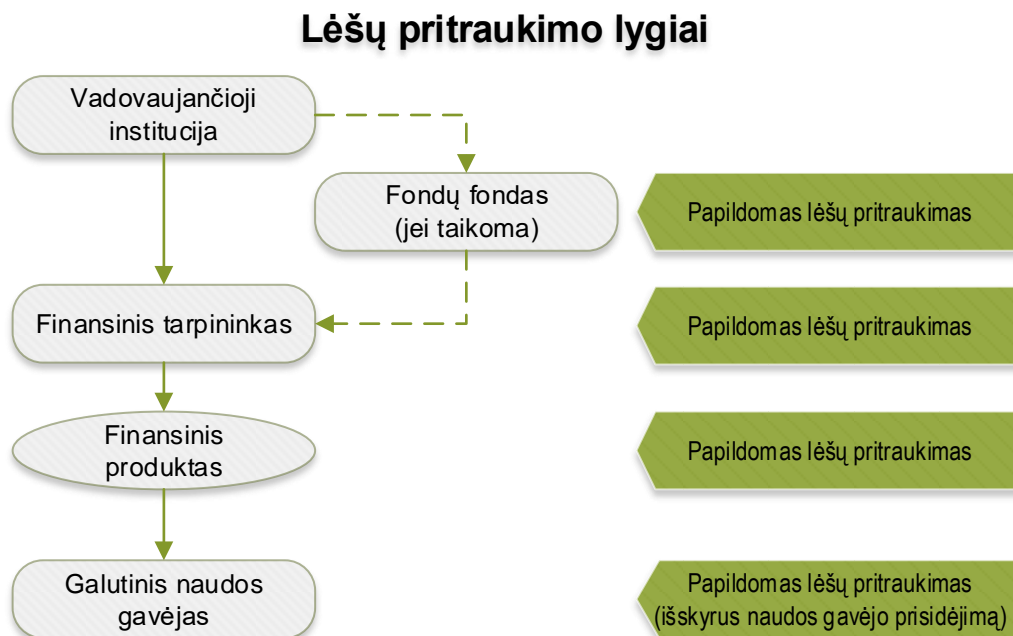 Lėšų pritraukimo lygiai
Vadovaujančioji
institucija
Fondų fondas
(jei taikoma)
Papildomas lėšų pritraukimas
Finansinis tarpininkas
Papildomas lėšų pritraukimas
Finansinis
produktas
Papildomas lėšų pritraukimas
Galutinis naudos
gavėjas
Papildomas lėšų pritraukimas
(išskyrus naudos gavėjo prisidėjimą)